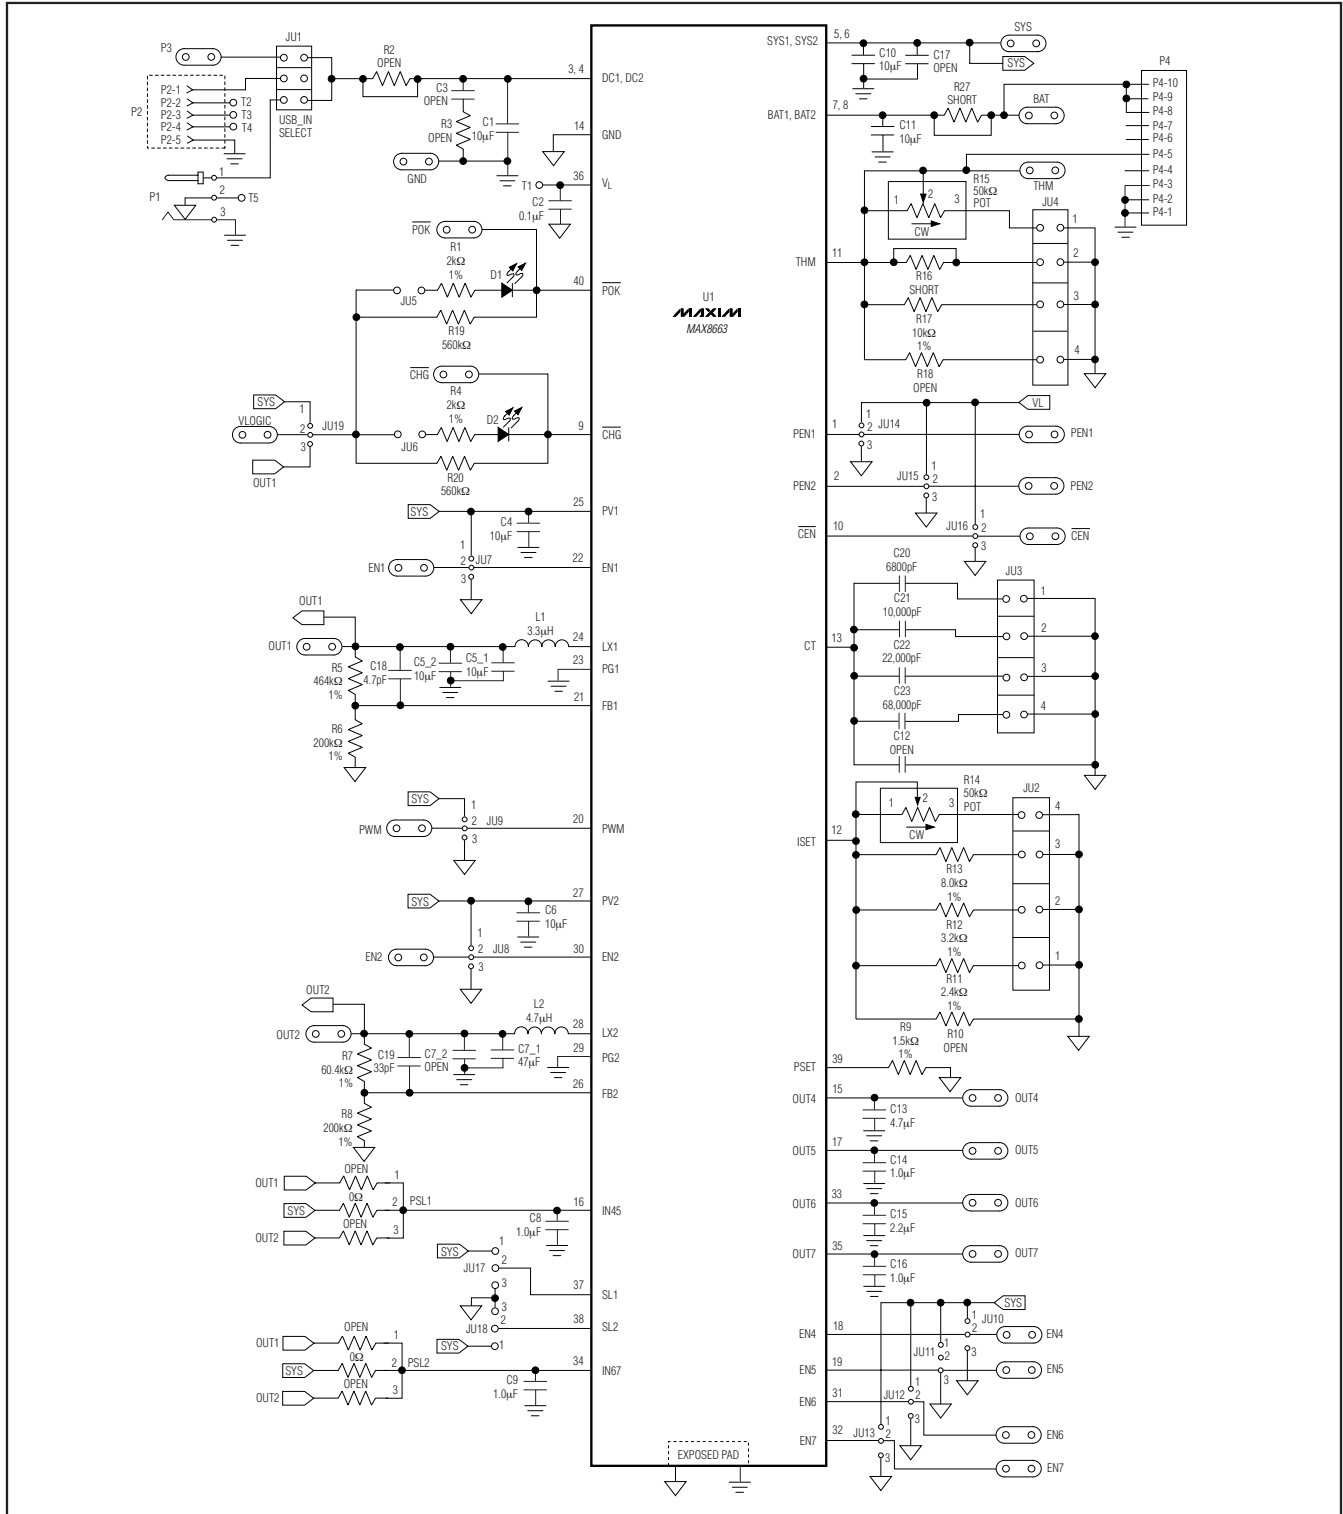 P3
JU1
P2
P2-1
P2-2
P2-3
P2-4
P2-5
T2
T3
T4
USB_IN
SELECT
P1
1
2
3
T5
R2
OPEN
C3
OPEN
R3
OPEN
C1
10µF
GND
3, 4
DC1, DC2
14
GND
T1
36
VL
C2
0.1µF
POK
R1
2kΩ
1%
D1
JU5
R19
560kΩ
40
POK
CHG
R4
2kΩ
1%
D2
JU6
R20
560kΩ
9
CHG
SYS
VLOGIC
OUT1
1
2
3
JU19
SYS
C4
10µF
25
PV1
EN1
1
2
3
JU7
22
EN1
OUT1
OUT1
L1
3.3µH
24
LX1
23
PG1
R5
464kΩ
1%
C18
4.7pF
C5_2
10µF
C5_1
10µF
21
FB1
R6
200kΩ
1%
SYS
PWM
1
2
3
JU9
20
PWM
SYS
C6
10µF
27
PV2
EN2
1
2
3
JU8
30
EN2
OUT2
OUT2
L2
4.7µH
28
LX2
29
PG2
R7
60.4kΩ
1%
C19
33pF
C7_2
OPEN
C7_1
47µF
26
FB2
R8
200kΩ
1%
OUT1
OPEN
1
SYS
0Ω
2
PSL1
OUT2
OPEN
3
C8
1.0µF
16
IN45
SYS
1
JU17
2
3
37
SL1
3
JU18
2
SYS
1
38
SL2
OUT1
OPEN
1
SYS
0Ω
2
PSL2
OUT2
OPEN
3
C9
1.0µF
34
IN67
U1
MAXIM
MAX8663
EXPOSED PAD
SYS1, SYS2
5, 6
C10
10µF
C17
OPEN
SYS
SYS
BAT1, BAT2
7, 8
C11
10µF
R27
SHORT
BAT
P4
P4-10
P4-9
P4-8
P4-7
P4-6
P4-5
P4-4
P4-3
P4-2
P4-1
THM
R15
50kΩ
POT
1
2
3
CW
JU4
1
2
3
4
THM
11
R16
SHORT
R17
10kΩ
1%
R18
OPEN
VL
PEN1
1
1
2
3
JU14
PEN1
PEN2
2
JU15
1
2
3
PEN2
CEN
10
JU16
1
2
3
CEN
C20
6800pF
C21
10,000pF
C22
22,000pF
C23
68,000pF
C12
OPEN
JU3
1
2
3
4
CT
13
R14
50kΩ
POT
1
2
3
CW
JU2
4
3
2
1
ISET
12
R13
8.0kΩ
1%
R12
3.2kΩ
1%
R11
2.4kΩ
1%
R10
OPEN
R9
1.5kΩ
1%
PSET
39
OUT4
15
C13
4.7µF
OUT4
OUT5
17
C14
1.0µF
OUT5
OUT6
33
C15
2.2µF
OUT6
OUT7
35
C16
1.0µF
OUT7
SYS
EN4
18
JU10
1
2
3
EN4
EN5
19
JU11
1
2
3
EN5
EN6
31
JU12
1
2
3
EN6
EN7
32
JU13
1
2
3
EN7